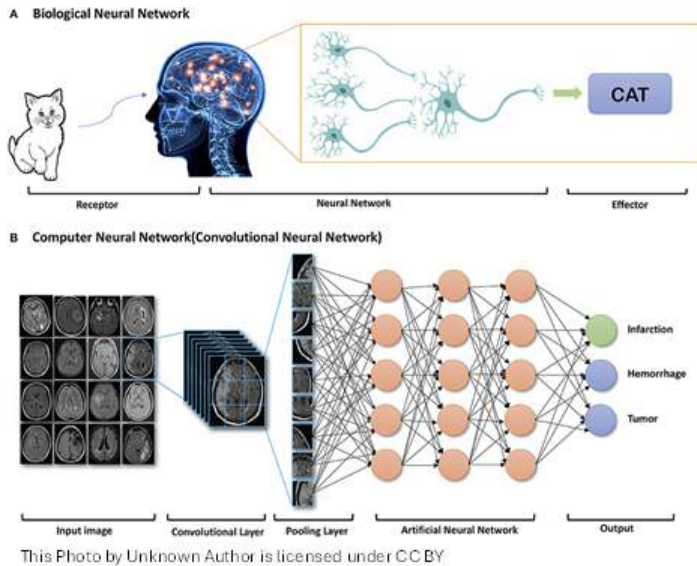 A Biological Neural Network
CAT
Receptor
Neural Network
Effector
B Computer Neural Network(Convolutional Neural Network)
Infarction
Hemorrhage
Tumor
Input image
Convolutional Layer
Pooling Layer
Artificial Neural Network
Output
This Photo by Unknown Author is licensed under CC BY